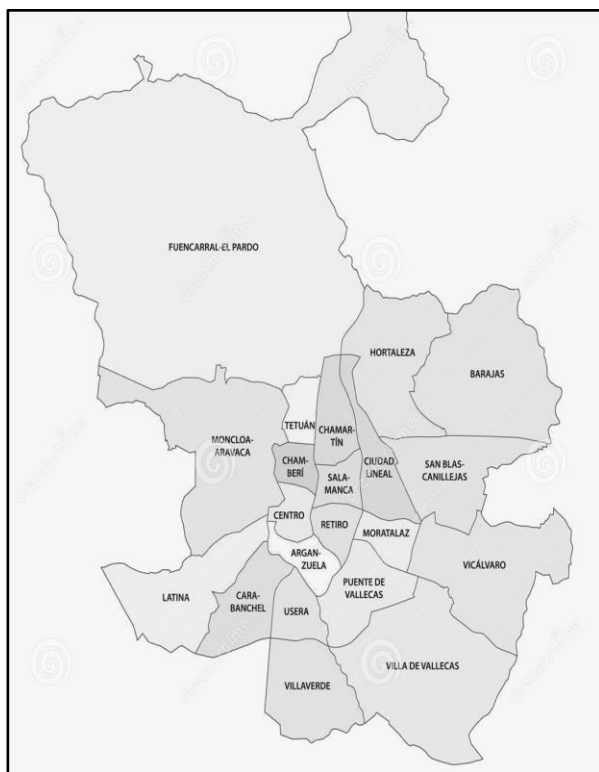 FUENCARRAL-EL PARDO
HORTALEZA
BARAJAS
TETUÁN
CHAMAR-
TÍN
MONCLOA-
ARAVACA
CHAM-
BERÍ
CIUDAD
LINEAL
SAN BLAS-
CANILLEJAS
SALA-
MANCA
CENTRO
RETIRO
MORATALAZ
ARGAN-
ZUELA
VICÁLVARO
PUENTE DE
VALLECAS
LATINA
CARA-
BANCHEL
USERA
VILLA DE VALLECAS
VILLAVERDE